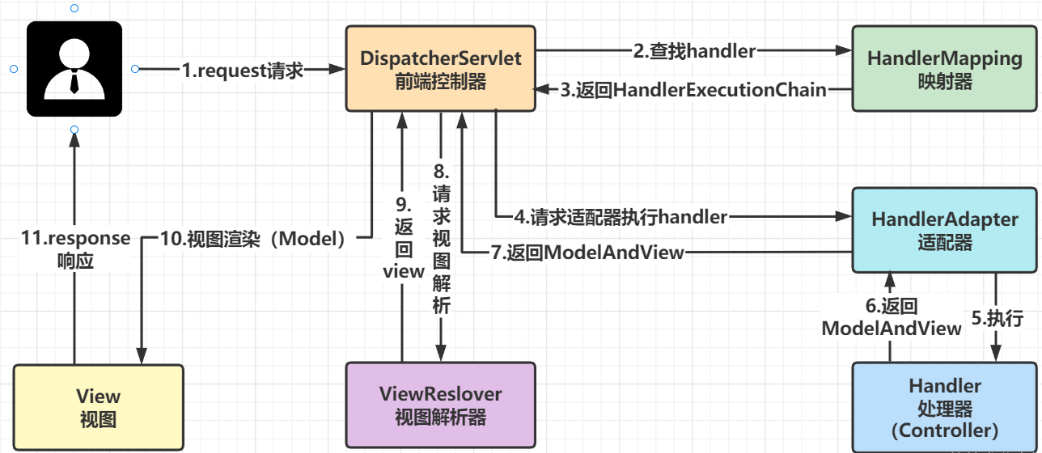 1.request请求
DispatcherServlet
前端控制器
2.查找handler
3.返回HandlerExecutionChain
HandlerMapping
映射器
4.请求适配器执行handler
7.返回ModelAndView
HandlerAdapter
适配器
6.返回
ModelAndView
5.执行
Handler
处理器
（Controller）
8.
请
求
视
图
解
析
9.
返
回
view
10.视图渲染（Model）
11.response
响应
View
视图
ViewReslover
视图解析器